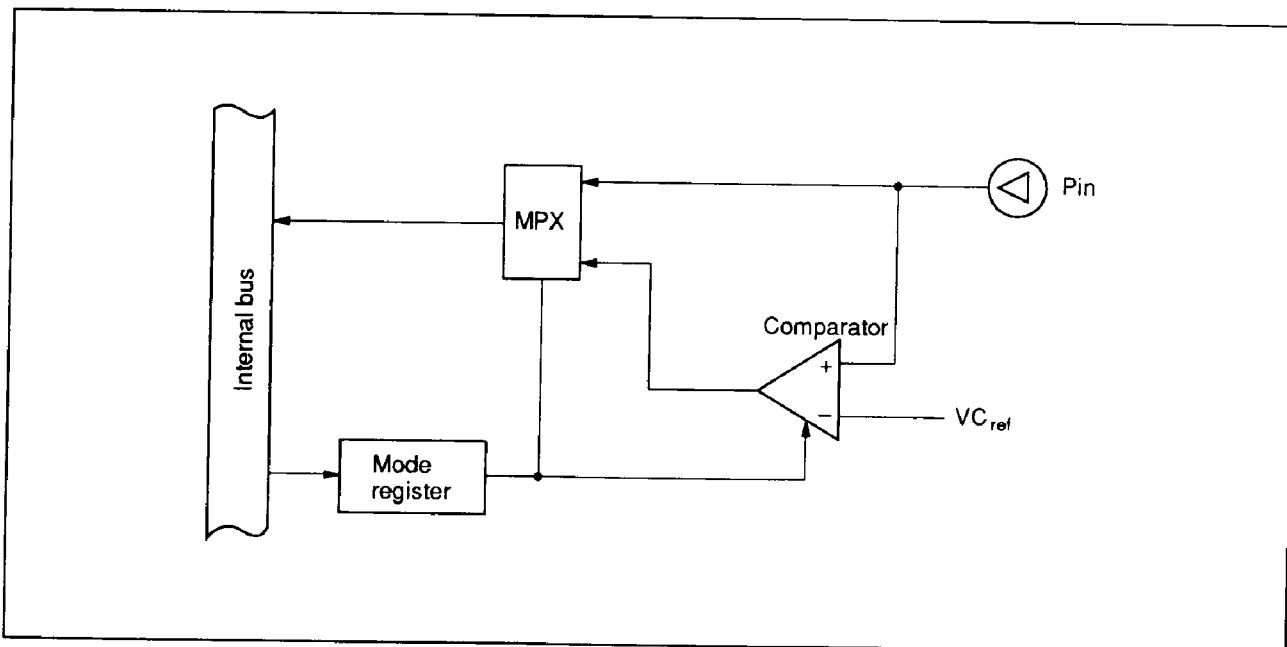 Pin
MPX
Internal bus
Comparator
+
−
VCref
Mode
register